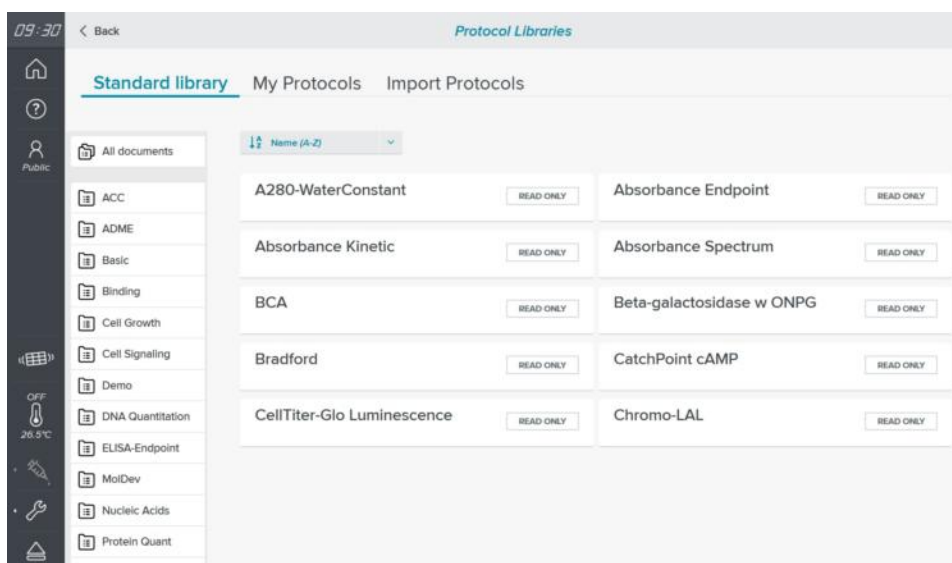 09:30
Back
Protocol Libraries
Standard library
My Protocols
Import Protocols
Public
All documents
Name (A-Z)
ACC
ADME
Basic
Binding
Cell Growth
Cell Signaling
Demo
DNA Quantitation
ELISA-Endpoint
MolDev
Nucleic Acids
Protein Quant
A280-WaterConstant
READ ONLY
Absorbance Endpoint
READ ONLY
Absorbance Kinetic
READ ONLY
Absorbance Spectrum
READ ONLY
BCA
READ ONLY
Beta-galactosidase w ONPG
READ ONLY
Bradford
READ ONLY
CatchPoint cAMP
READ ONLY
CellTiter-Glo Luminescence
READ ONLY
Chromo-LAL
READ ONLY
OFF
26.5°C